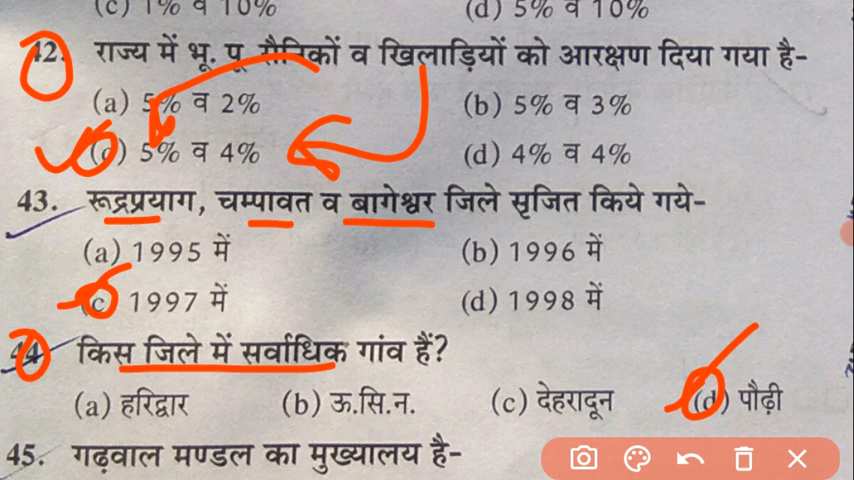 (c) 1% व 10% (d) 5% व 10%
42. राज्य में भू. पू. सैनिकों व खिलाड़ियों को आरक्षण दिया गया है-
(a) 5% व 2% (b) 5% व 3%
(c) 5% व 4% (d) 4% व 4%
43. रूद्रप्रयाग, चम्पावत व बागेश्वर जिले सृजित किये गये-
(a) 1995 में (b) 1996 में
(c) 1997 में (d) 1998 में
44. किस जिले में सर्वाधिक गांव हैं?
(a) हरिद्वार (b) ऊ.सि.न. (c) देहरादून (d) पौढ़ी
45. गढ़वाल मण्डल का मुख्यालय है-